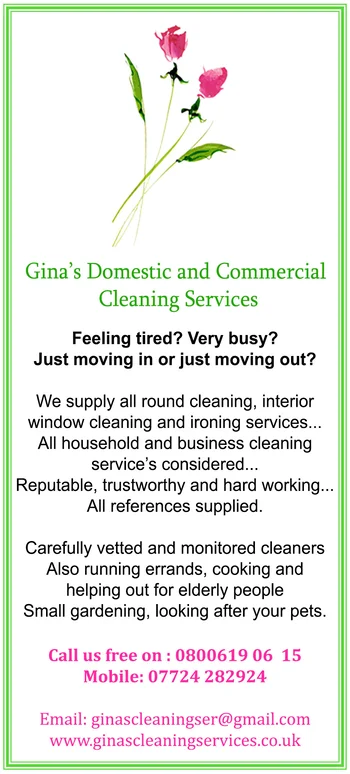 Gina's Domestic and Commercial
Cleaning Services
Feeling tired? Very busy?
Just moving in or just moving out?
We supply all round cleaning, interior
window cleaning and ironing services...
All household and business cleaning
service's considered...
Reputable, trustworthy and hard working...
All references supplied.
Carefully vetted and monitored cleaners
Also running errands, cooking and
helping out for elderly people
Small gardening, looking after your pets.
Call us free on : 0800619 06  15
Mobile: 07724 282924
Email: ginascleaningser@gmail.com
www.ginascleaningservices.co.uk